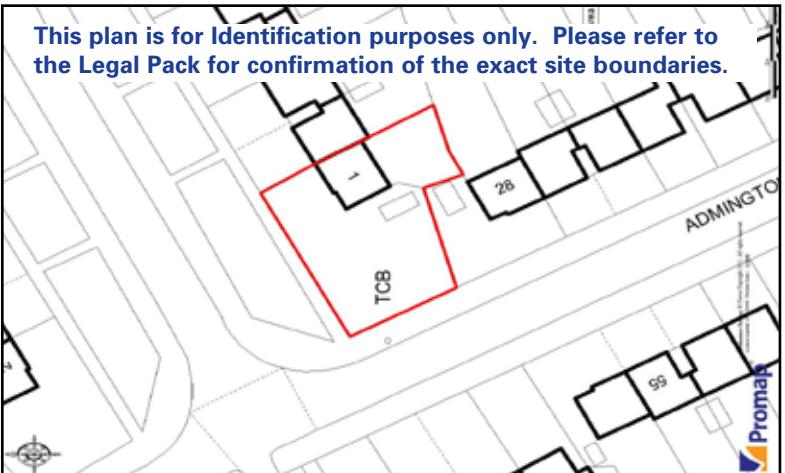 This plan is for Identification purposes only. Please refer to
the Legal Pack for confirmation of the exact site boundaries.
1
28
ADMINGTO
TCB
55
Promap